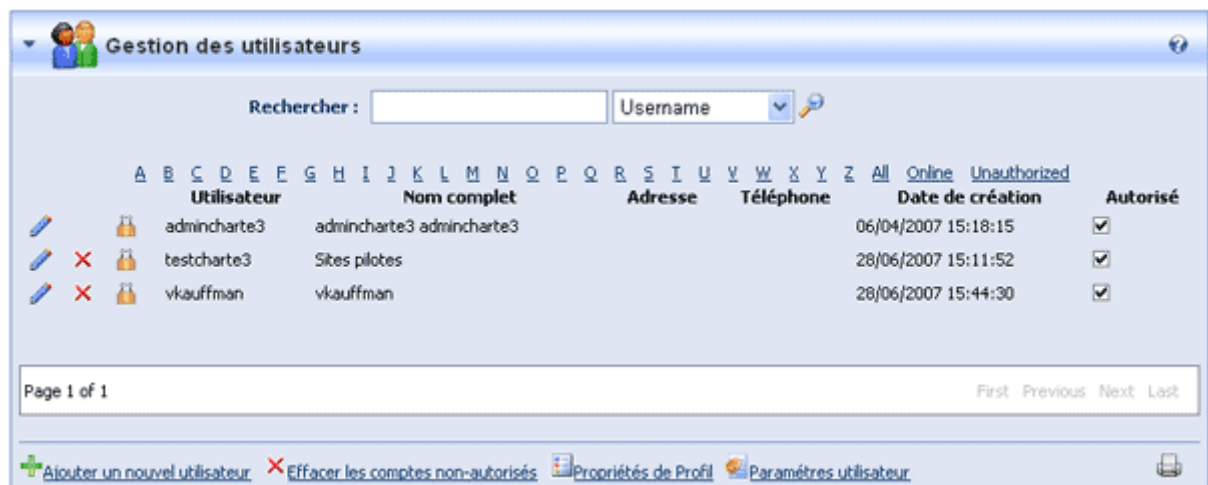 Gestion des utilisateurs
Rechercher : Username
A B C D E F G H I J K L M N O P Q R S T U V W X Y Z All Online Unauthorized
Utilisateur Nom complet Adresse Téléphone Date de création Autorisé
admincharte3 admincharte3 admincharte3 06/04/2007 15:18:15
testcharte3 Sites pilotes 28/06/2007 15:11:52
vkauffman vkauffman 28/06/2007 15:44:30
Page 1 of 1 First Previous Next Last
Ajouter un nouvel utilisateur Effacer les comptes non-autorisés Propriétés de Profil Paramétres utilisateur